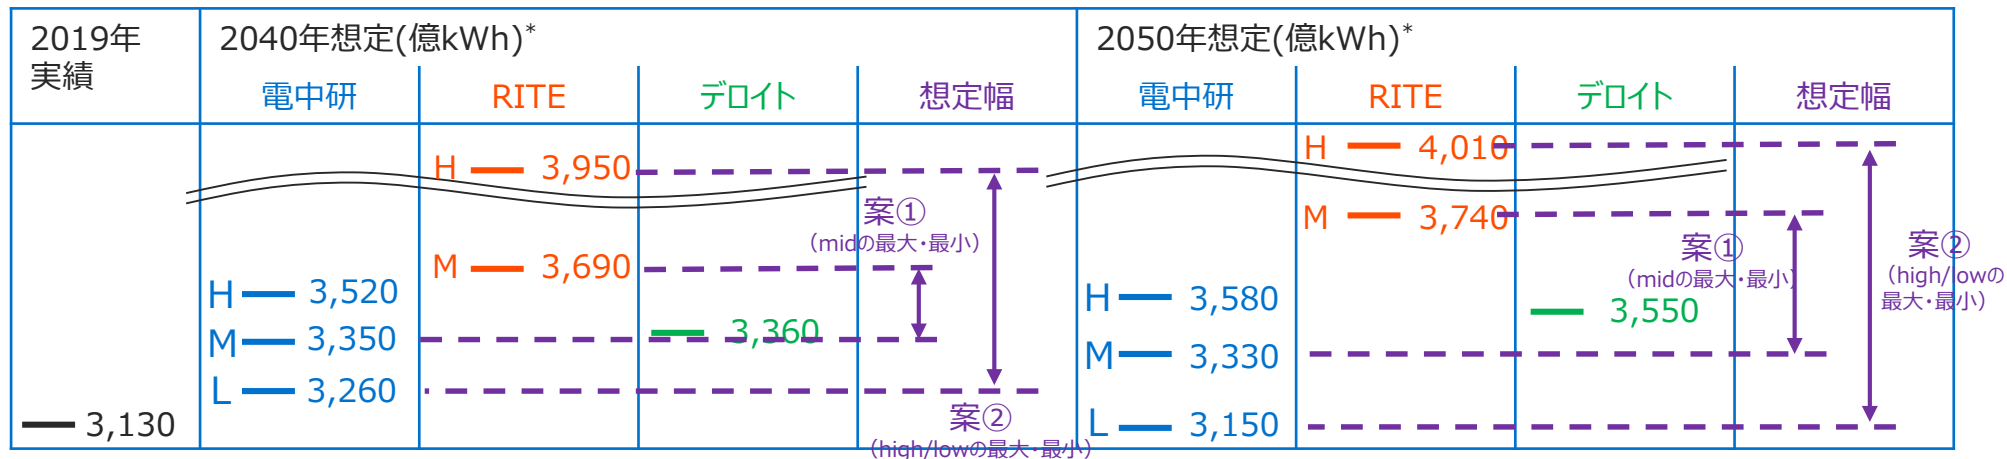 2019年
実績
2040年想定(億kWh)*
2050年想定(億kWh)*
電中研
RITE
デロイト
想定幅
電中研
RITE
デロイト
想定幅
H 3,950
案①
(midの最大・最小)
M 3,690
H 3,520
M 3,350
3,360
L 3,260
案②
(high/lowの最大・最小)
3,130
H 4,010
M 3,740
案①
(midの最大・最小)
案②
(high/lowの
最大・最小)
H 3,580
3,550
M 3,330
L 3,150